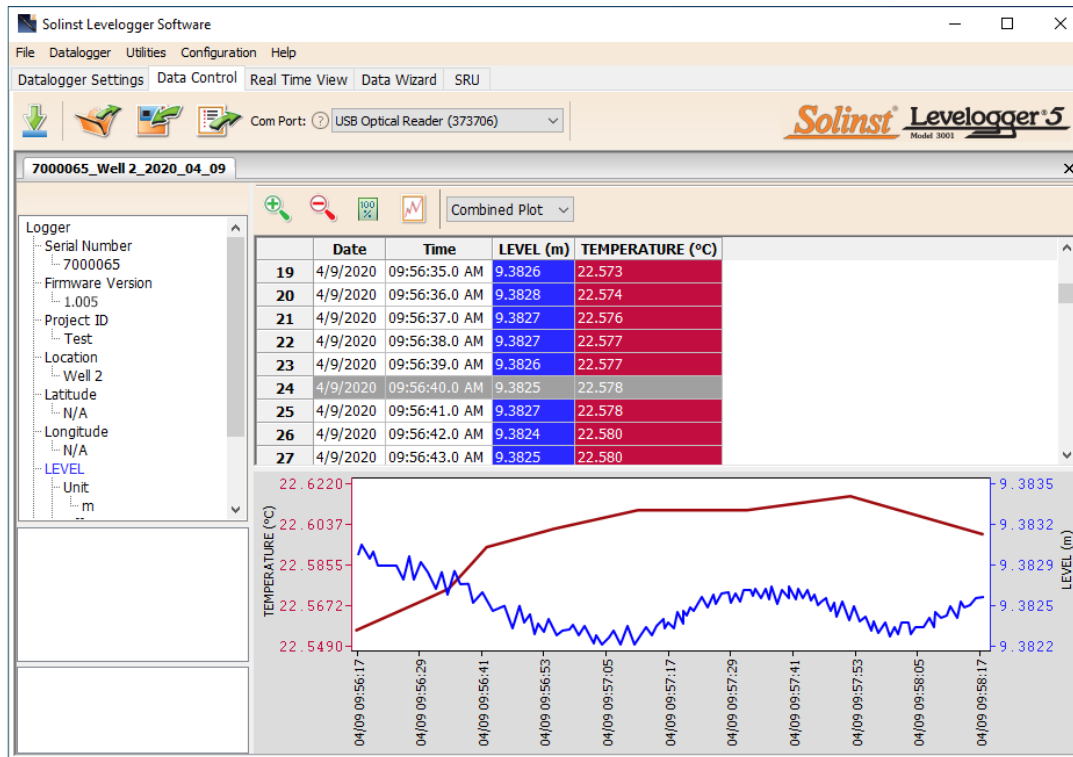 Solinst Levelogger Software
File Datalogger Utilities Configuration Help
Datalogger Settings Data Control Real Time View Data Wizard SRU
Com Port: ? USB Optical Reader (373706)
Solinst® Levelogger® 5
Model 3001
7000065_Well 2_2020_04_09
100 %
Combined Plot
Logger
Serial Number
7000065
Firmware Version
1.005
Project ID
Test
Location
Well 2
Latitude
N/A
Longitude
N/A
LEVEL
Unit
m
Date Time LEVEL (m) TEMPERATURE (°C)
19 4/9/2020 09:56:35.0 AM 9.3826 22.573
20 4/9/2020 09:56:36.0 AM 9.3828 22.574
21 4/9/2020 09:56:37.0 AM 9.3827 22.576
22 4/9/2020 09:56:38.0 AM 9.3827 22.577
23 4/9/2020 09:56:39.0 AM 9.3826 22.577
24 4/9/2020 09:56:40.0 AM 9.3825 22.578
25 4/9/2020 09:56:41.0 AM 9.3827 22.578
26 4/9/2020 09:56:42.0 AM 9.3824 22.580
27 4/9/2020 09:56:43.0 AM 9.3825 22.580
TEMPERATURE (°C)
22.6220
22.6037
22.5855
22.5672
22.5490
9.3835
9.3832
9.3829
9.3825
9.3822
LEVEL (m)
04/09 09:56:17
04/09 09:56:29
04/09 09:56:41
04/09 09:56:53
04/09 09:57:05
04/09 09:57:17
04/09 09:57:29
04/09 09:57:41
04/09 09:57:53
04/09 09:58:05
04/09 09:58:17